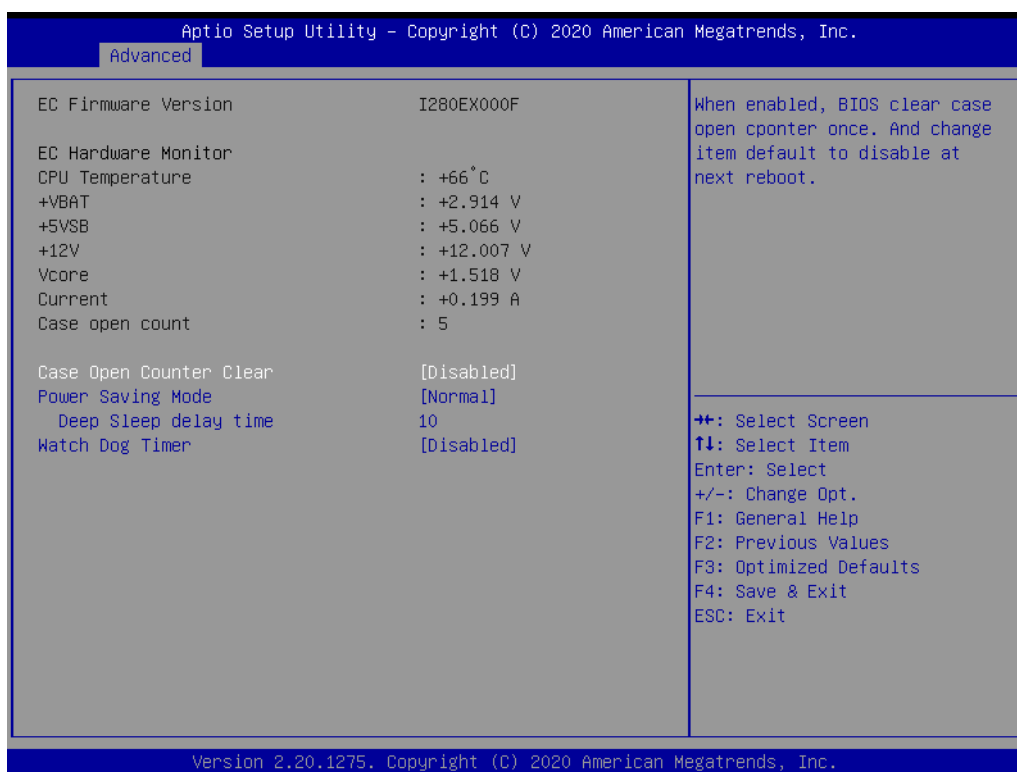 Aptio Setup Utility – Copyright (C) 2020 American Megatrends, Inc.
Advanced
EC Firmware Version I280EX000F
EC Hardware Monitor
CPU Temperature : +66°C
+VBAT : +2.914 V
+5VSB : +5.066 V
+12V : +12.007 V
Vcore : +1.518 V
Current : +0.199 A
Case open count : 5
Case Open Counter Clear [Disabled]
Power Saving Mode [Normal]
Deep Sleep delay time 10
Watch Dog Timer [Disabled]
When enabled, BIOS clear case
open cponter once. And change
item default to disable at
next reboot.
→←: Select Screen
↑↓: Select Item
Enter: Select
+/-: Change Opt.
F1: General Help
F2: Previous Values
F3: Optimized Defaults
F4: Save & Exit
ESC: Exit
Version 2.20.1275. Copyright (C) 2020 American Megatrends, Inc.